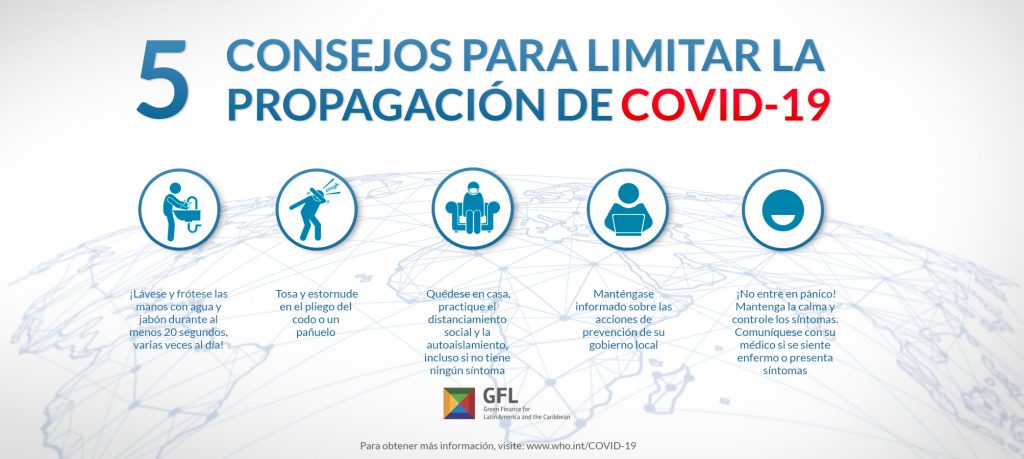 5 CONSEJOS PARA LIMITAR LA
PROPAGACIÓN DE COVID-19
cough
¡Lávese y frótese las
manos con agua y
jabón durante al
menos 20 segundos,
varias veces al día!
Tosa y estornude
en el pliego del
codo o un
pañuelo
Quédese en casa,
practique el
distanciamiento
social y la
autoaislamiento,
incluso si no tiene
ningún síntoma
Manténgase
informado sobre las
acciones de
prevención de su
gobierno local
¡No entre en pánico!
Mantenga la calma y
controle los síntomas.
Comuníquese con su
médico si se siente
enfermo o presenta
síntomas
GFL
Green Finance for
Latin America and the Caribbean
Para obtener más información, visite: www.who.int/COVID-19